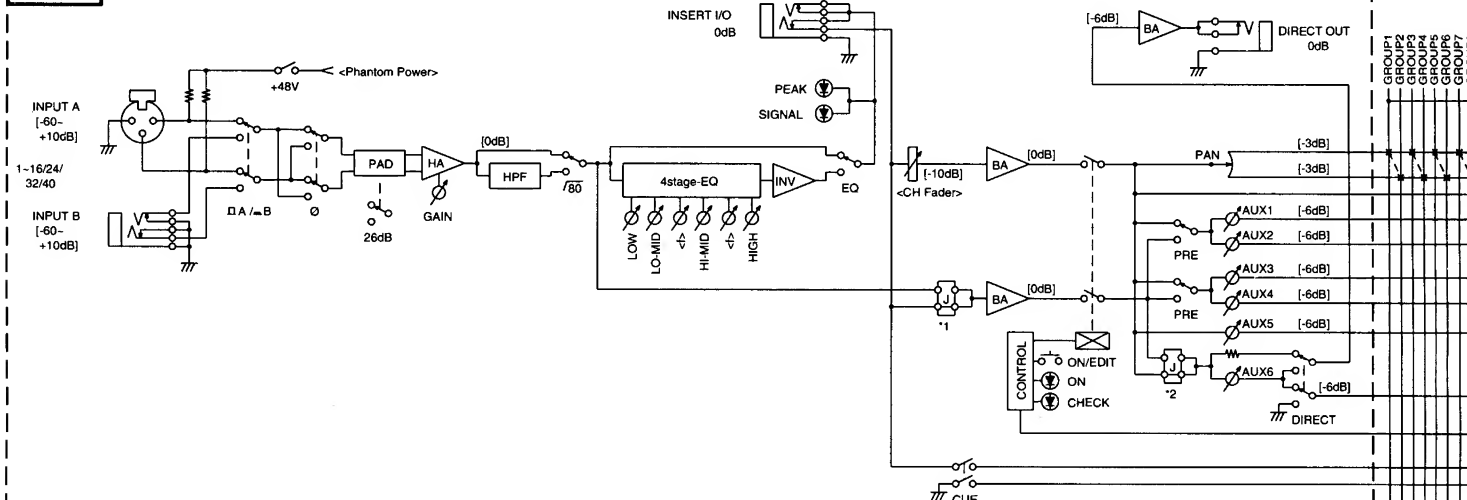 INSERT I/O
0dB
[-6dB]
BA
DIRECT OUT
0dB
GROUP1
GROUP2
GROUP3
GROUP4
GROUP5
GROUP6
GROUP7
<Phantom Power>
+48V
PEAK
SIGNAL
INPUT A
[-60~
+10dB]
1~16/24/
32/40
INPUT B
[-60~
+10dB]
A / B
Ø
PAD
26dB
HA
GAIN
[0dB]
HPF
80
4stage-EQ
INV
EQ
LOW
LO-MID
<f>
HI-MID
<f>
HIGH
[-10dB]
<CH Fader>
BA
[0dB]
PAN
[-3dB]
[-3dB]
AUX1
[-6dB]
AUX2
[-6dB]
PRE
AUX3
[-6dB]
AUX4
[-6dB]
PRE
AUX5
[-6dB]
J
*1
BA
[0dB]
CONTROL
ON/EDIT
ON
CHECK
J
*2
AUX6
[-6dB]
DIRECT
CUE